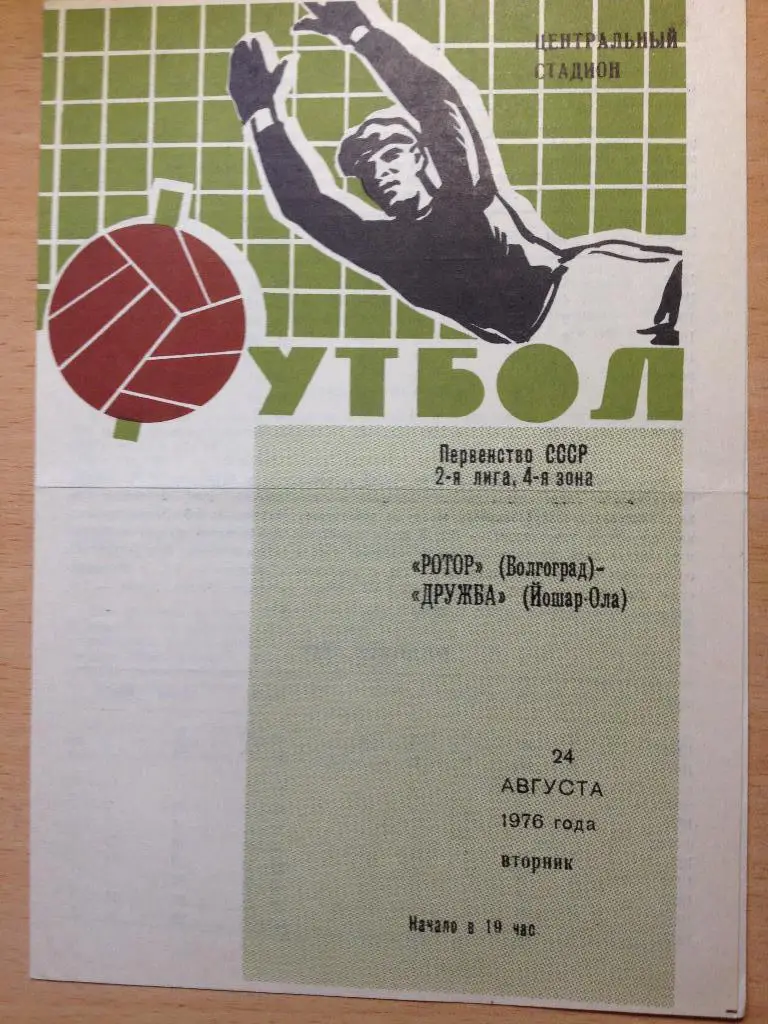 ЦЕНТРАЛЬНЫЙ
СТАДИОН
ФУТБОЛ
Первенство СССР
2-я лига, 4-я зона
«РОТОР» (Волгоград)-
«ДРУЖБА» (Йошар-Ола)
24
АВГУСТА
1976 года
вторник
Начало в 19 час